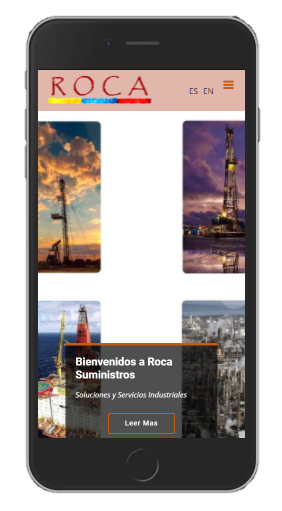 ROCA
ES EN
Bienvenidos a Roca
Suministros
Soluciones y Servicios Industriales
Leer Mas